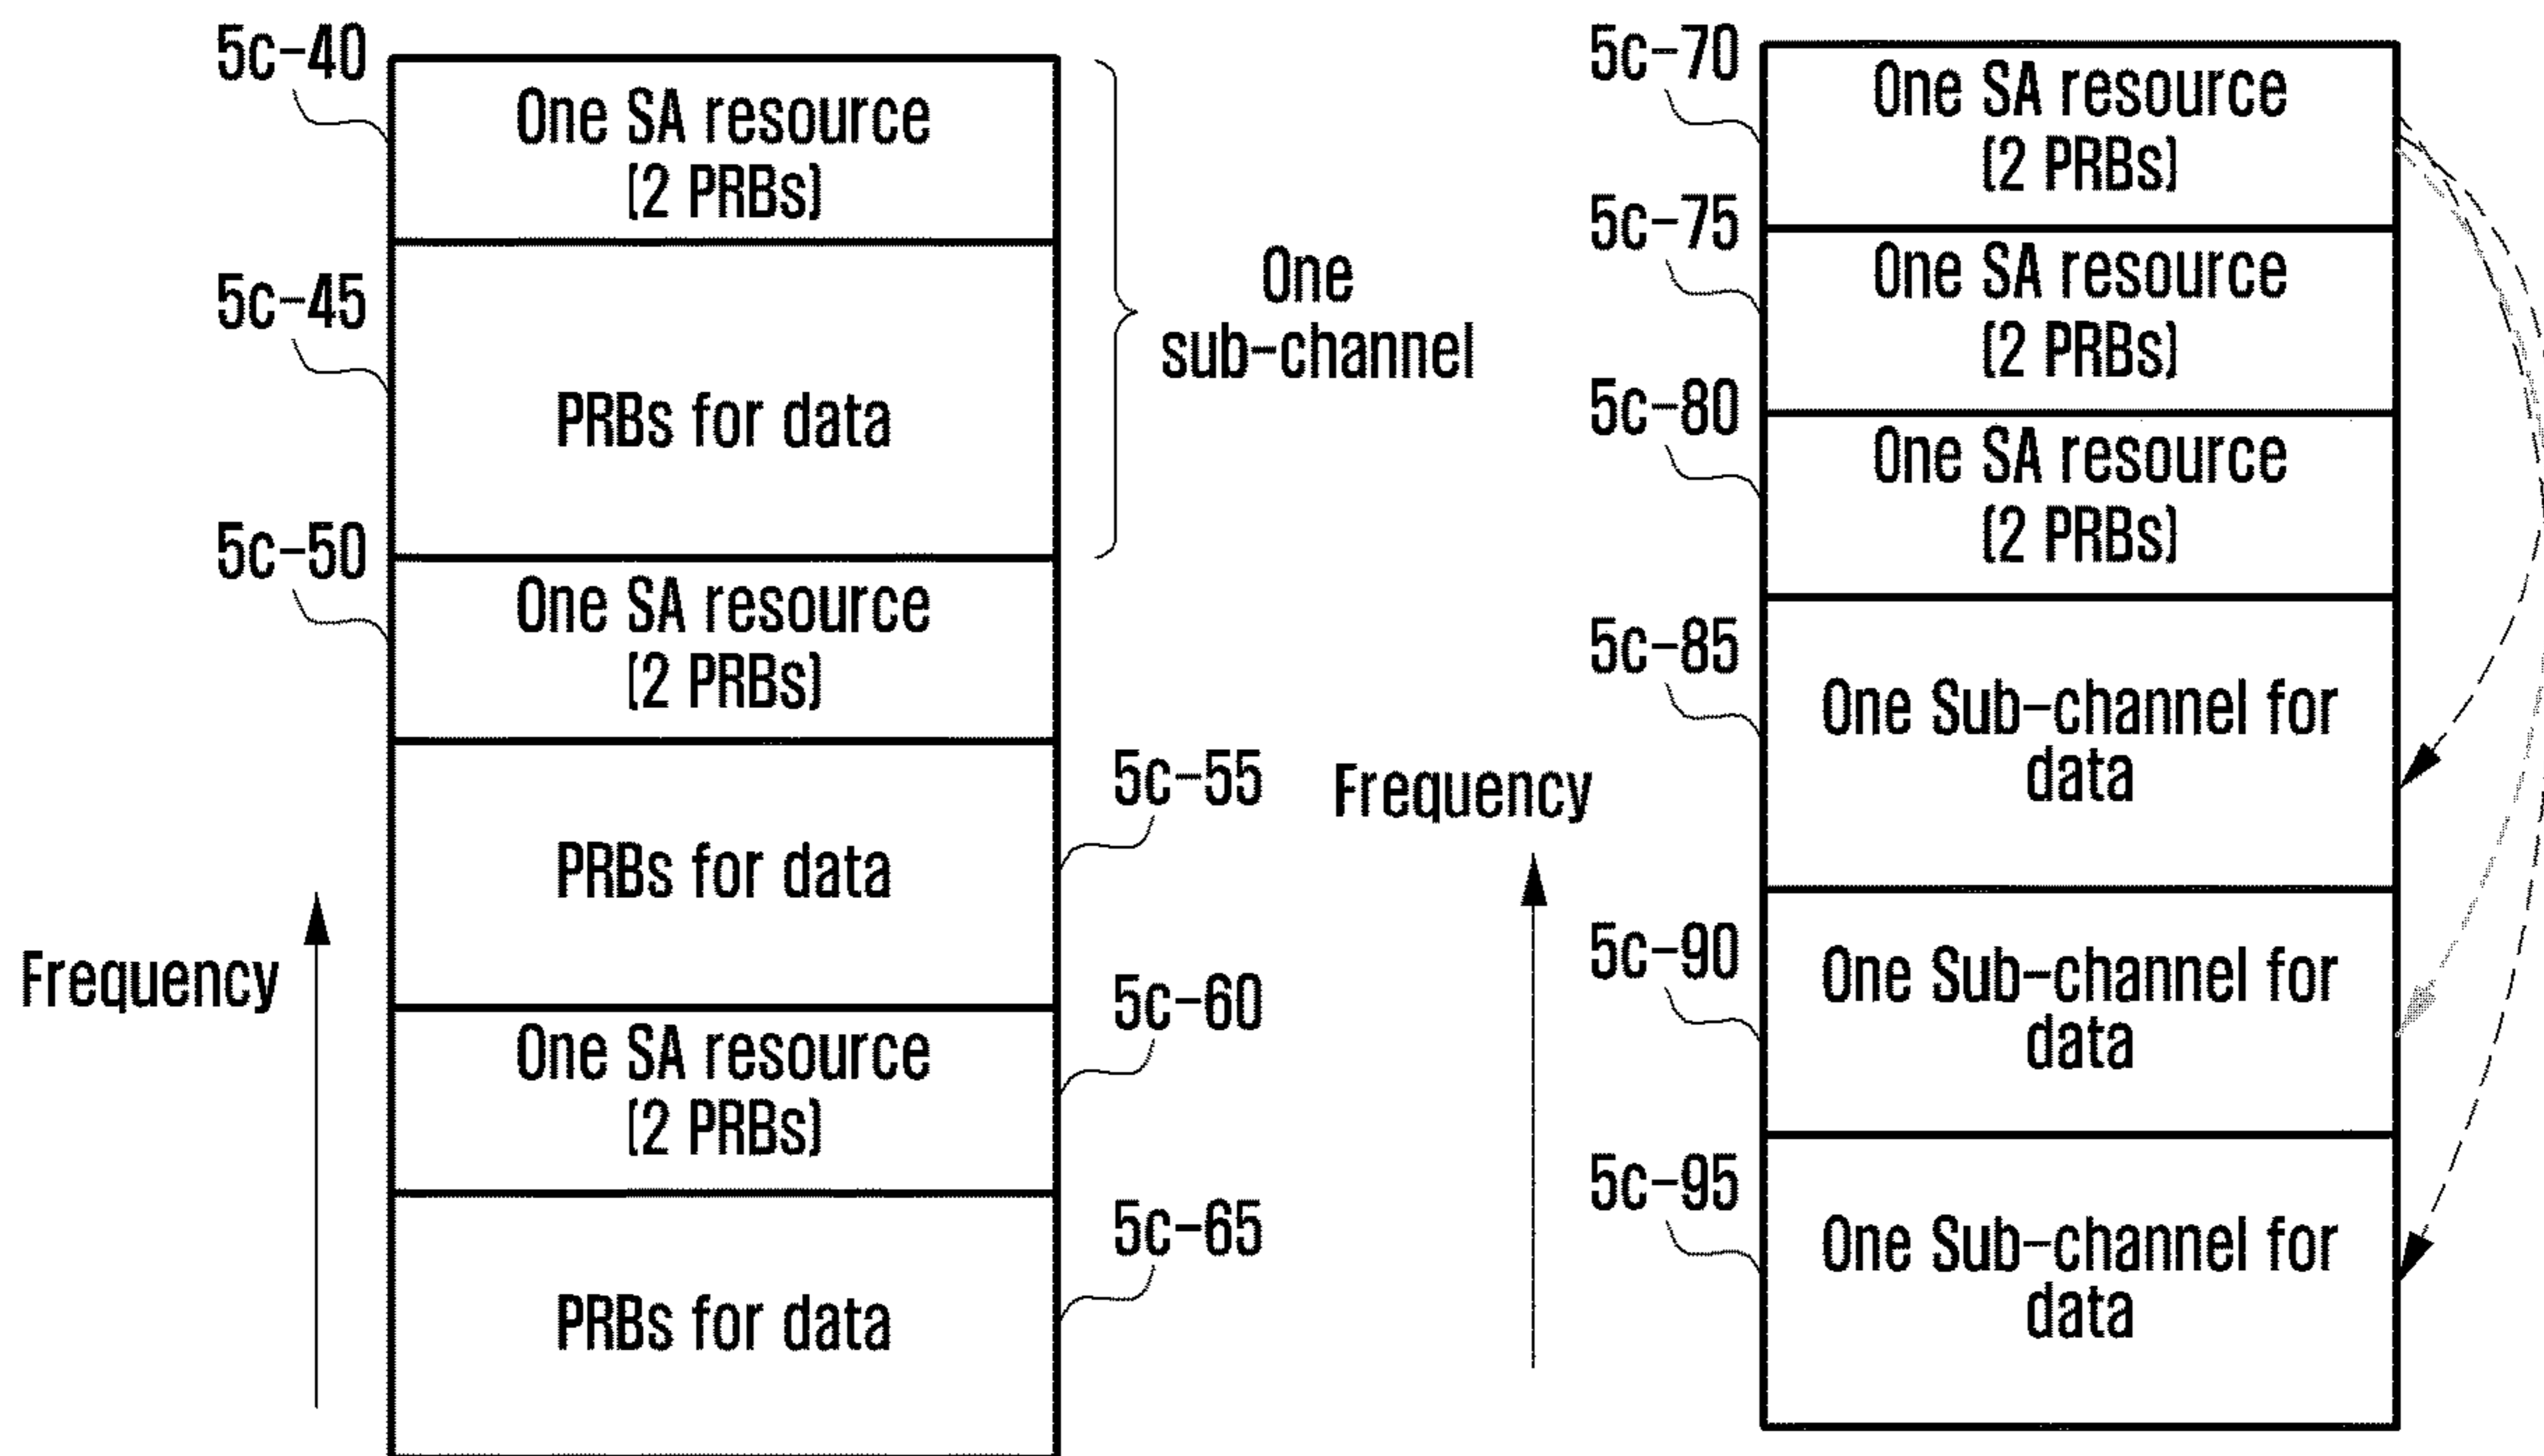 5c-40
One SA resource
(2 PRBs)
5c-45
PRBs for data
One
sub-channel
5c-50
One SA resource
(2 PRBs)
5c-55
PRBs for data
Frequency
5c-60
One SA resource
(2 PRBs)
5c-65
PRBs for data
5c-70
One SA resource
(2 PRBs)
5c-75
One SA resource
(2 PRBs)
5c-80
One SA resource
(2 PRBs)
5c-85
One Sub-channel for
data
Frequency
5c-90
One Sub-channel for
data
5c-95
One Sub-channel for
data